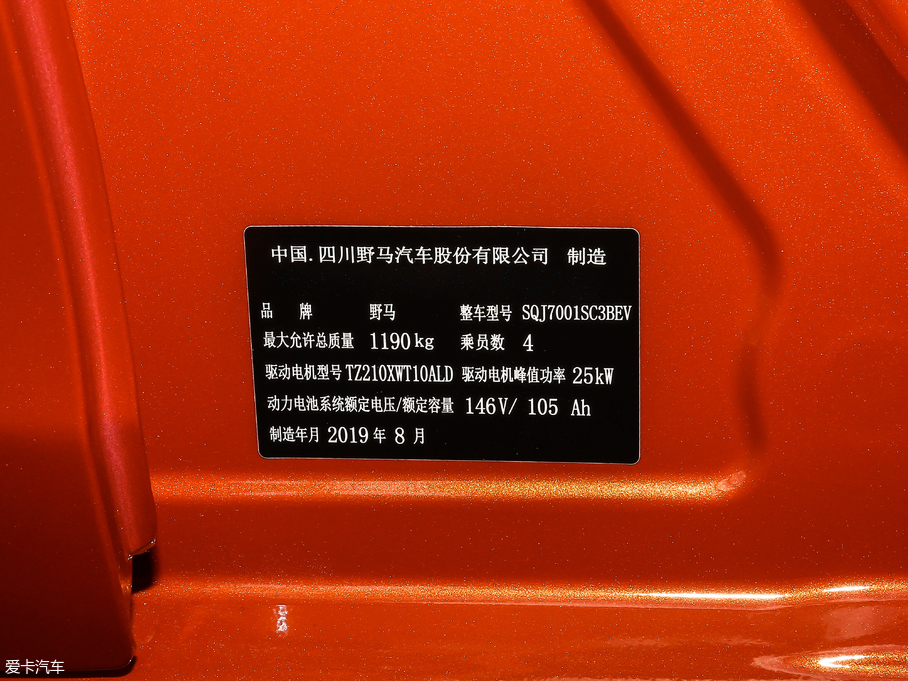 中国.四川野马汽车股份有限公司 制造
品 牌 野马 整车型号 SQJ7001SC3BEV
最大允许总质量 1190kg 乘员数 4
驱动电机型号 TZ210XWT10ALD 驱动电机峰值功率 25kW
动力电池系统额定电压/额定容量 146V/ 105 Ah
制造年月 2019年 8月
爱卡汽车